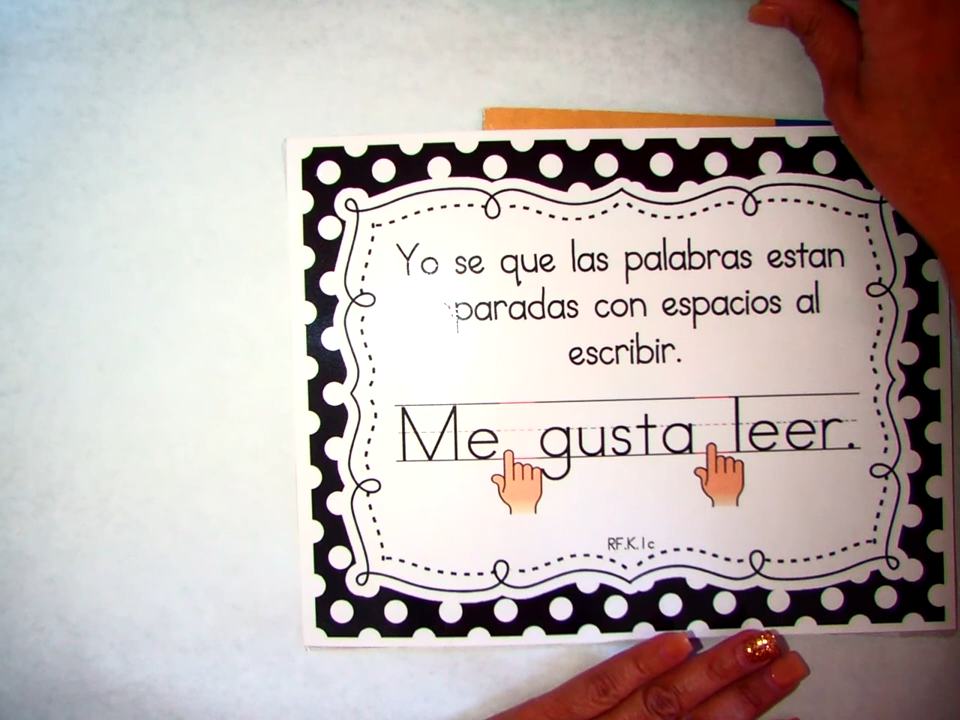 Yo se que las palabras estan
con espacios al
escribir.
Me gusta leer.
RF.K.1c